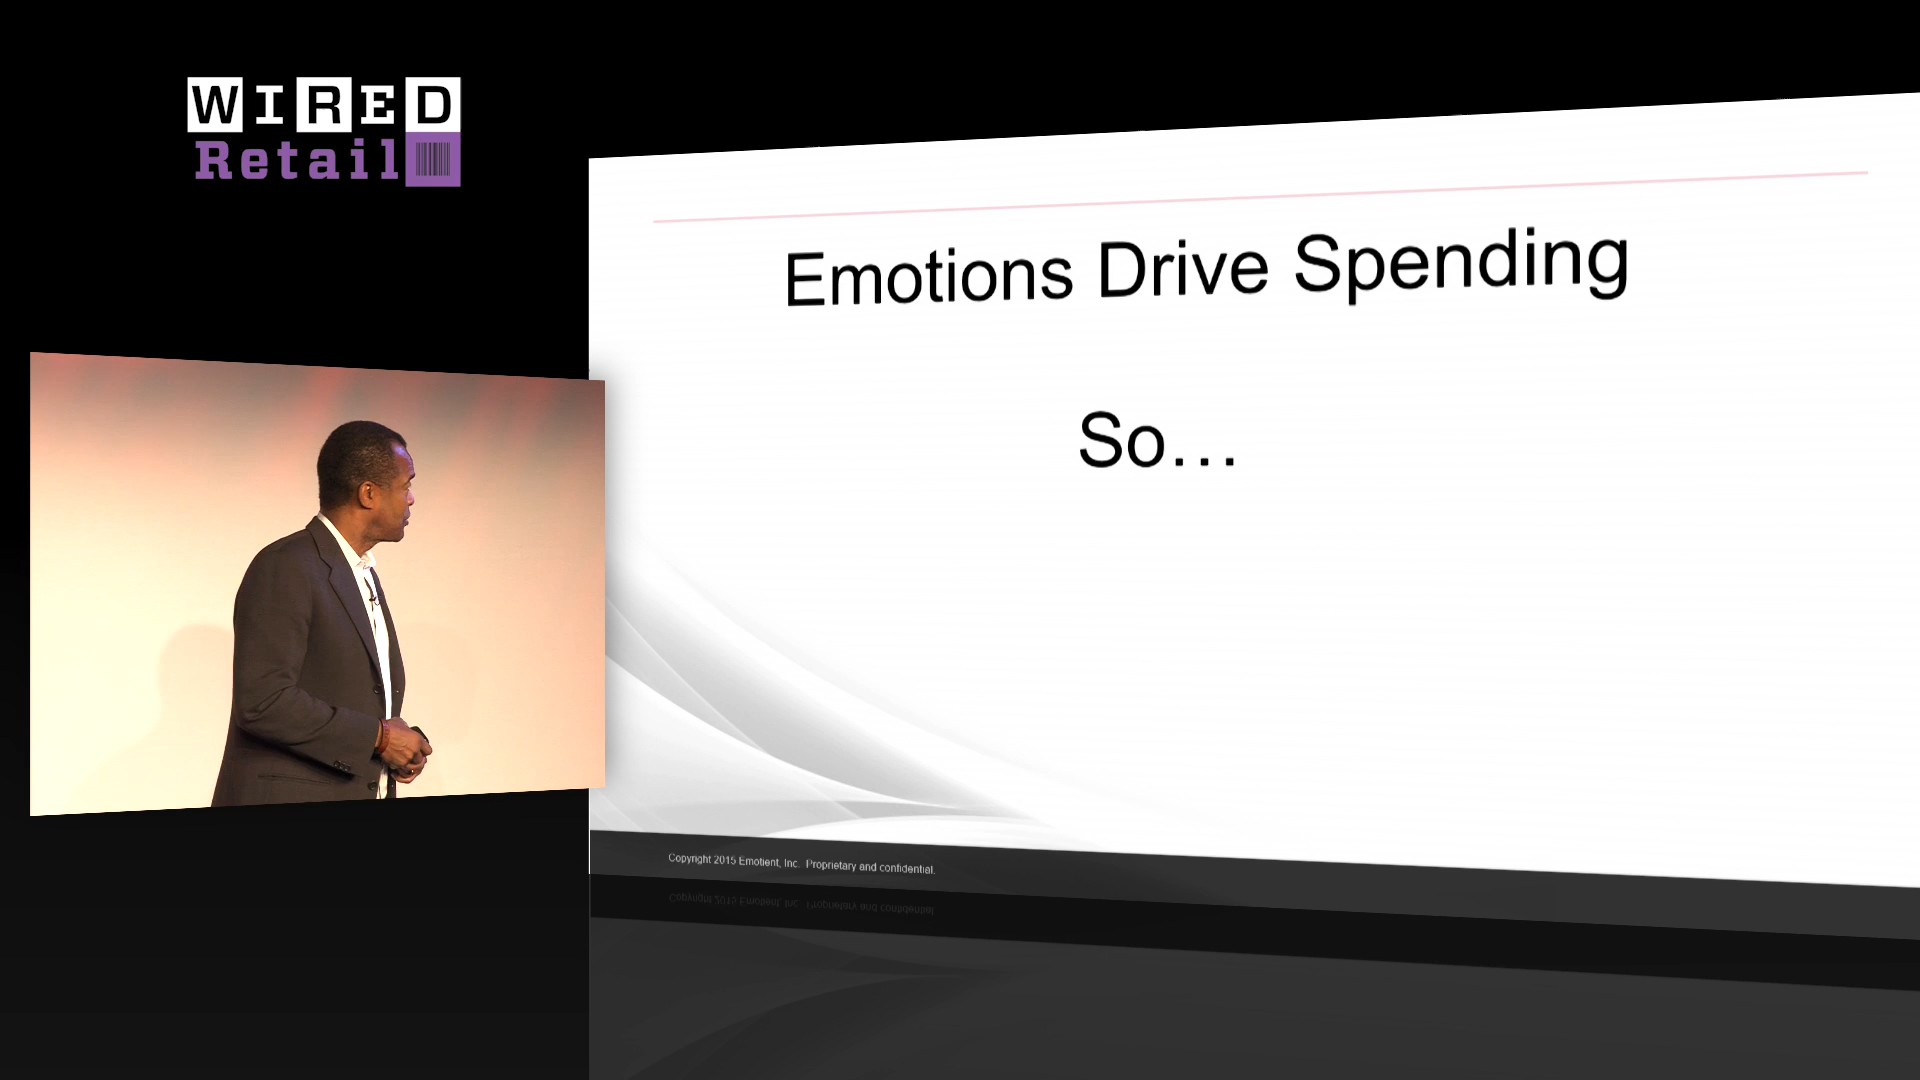 WIRED
Retail
Emotions Drive Spending
So…
Copyright 2015 Emotient, Inc. Proprietary and confidential.